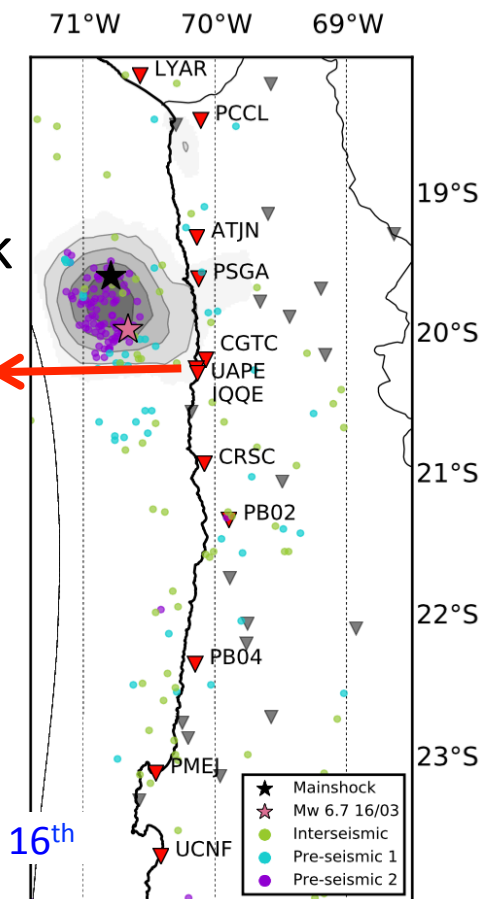 71°W 70°W 69°W
LYAR
PCCL
19°S
ATJN
k
PSGA
20°S
CGTC
UAPE
IQQE
CRSC
21°S
PB02
22°S
PB04
23°S
PMEJ
Mainshock
Mw 6.7 16/03
Interseismic
Pre-seismic 1
Pre-seismic 2
16th
UCNF